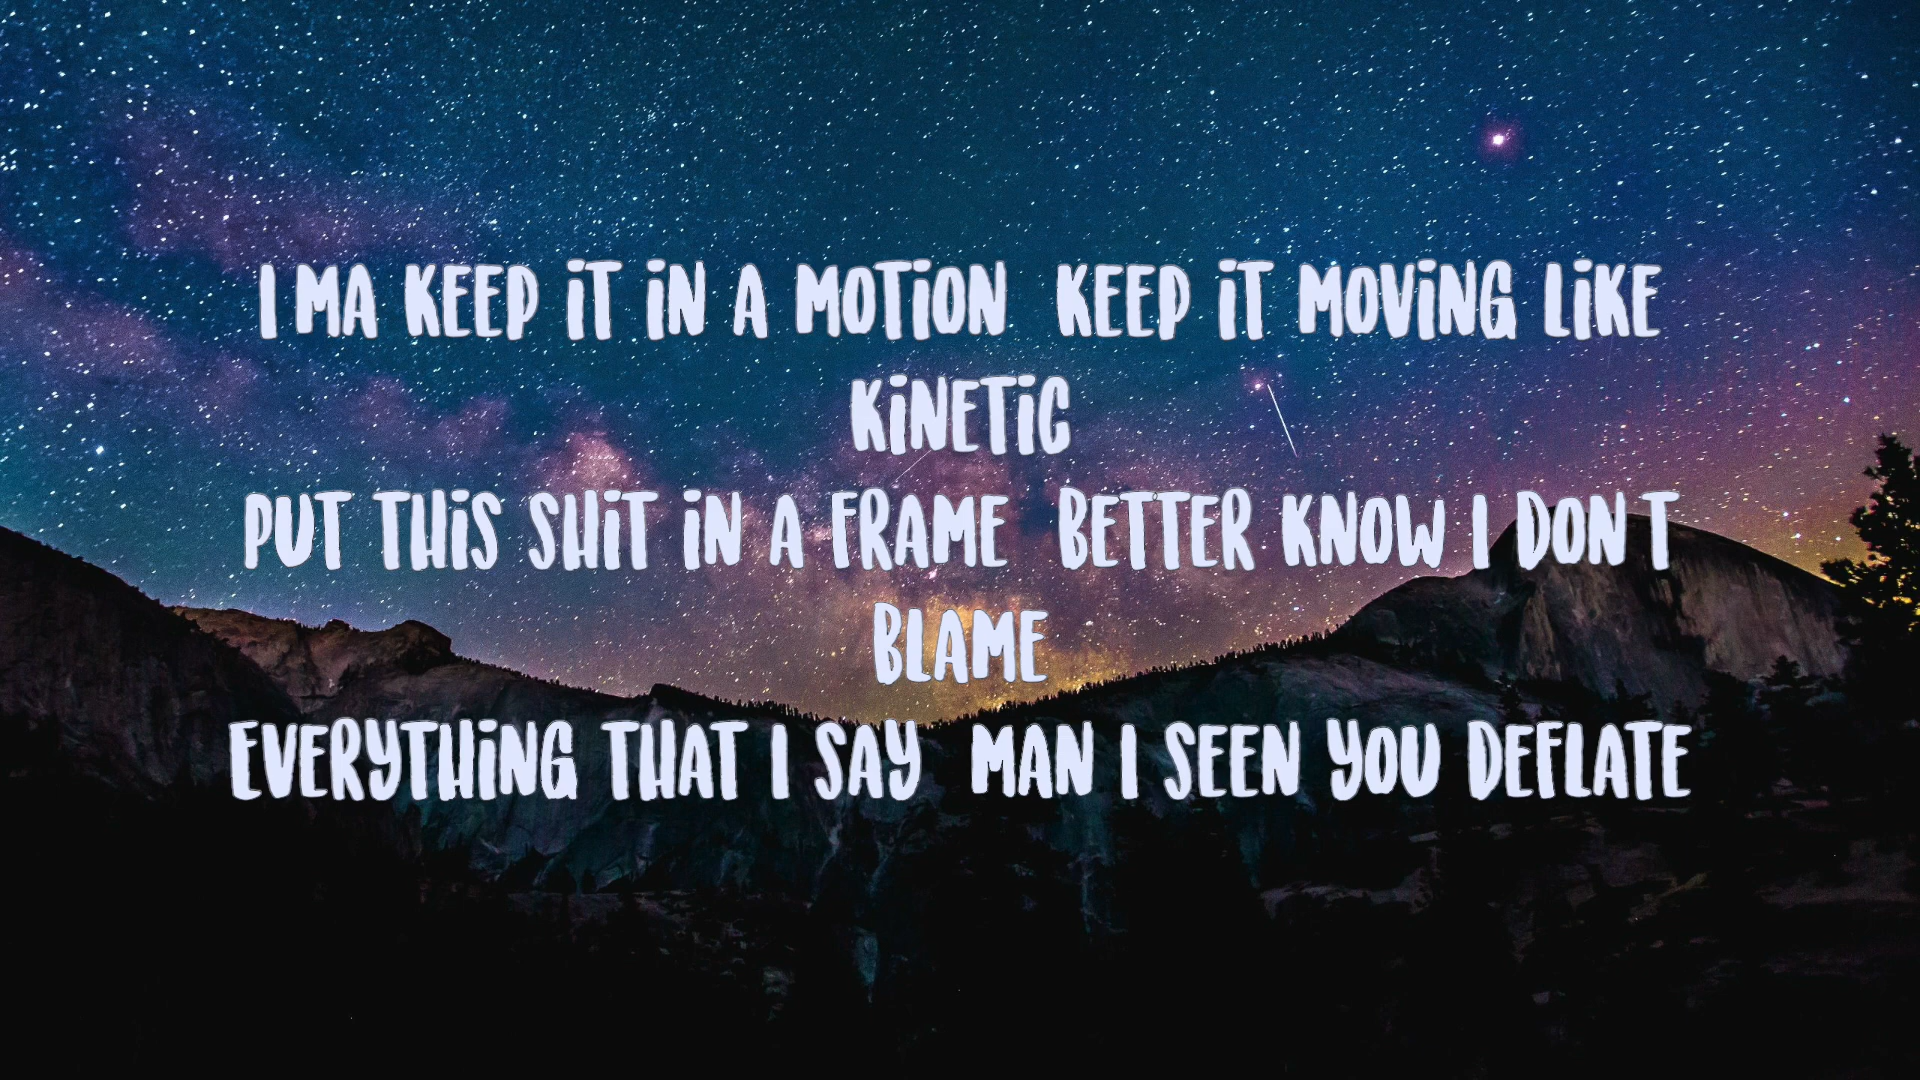 I MA KEEP IT IN A MOTION KEEP IT MOVING LIKE
KINETIC
PUT THIS SHIT IN A FRAME BETTER KNOW I DON T
BLAME
EVERYTHING THAT I SAY MAN I SEEN YOU DEFLATE